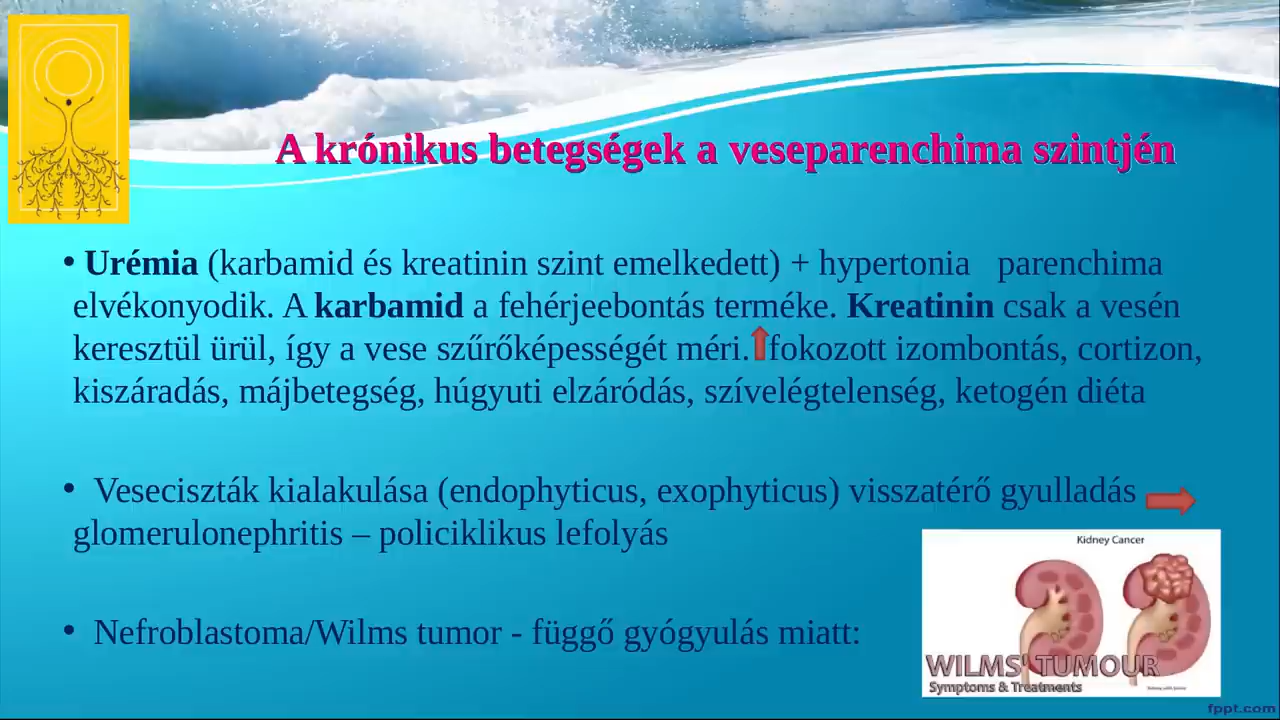 A krónikus betegségek a veseparenchima szintjén
• Urémia (karbamid és kreatinin szint emelkedett) + hypertonia parenchima
elvékonyodik. A karbamid a fehérjeebontás terméke. Kreatinin csak a vesén
keresztül ürül, így a vese szűrőképességét méri. fokozott izombontás, cortizon,
kiszáradás, májbetegség, húgyuti elzáródás, szívelégtelenség, ketogén diéta
• Veseciszták kialakulása (endophyticus, exophyticus) visszatérő gyulladás
glomerulonephritis – policiklikus lefolyás
• Nefroblastoma/Wilms tumor - függő gyógyulás miatt:
Kidney Cancer
WILMS' TUMOUR
Symptoms & Treatments
fppt.com